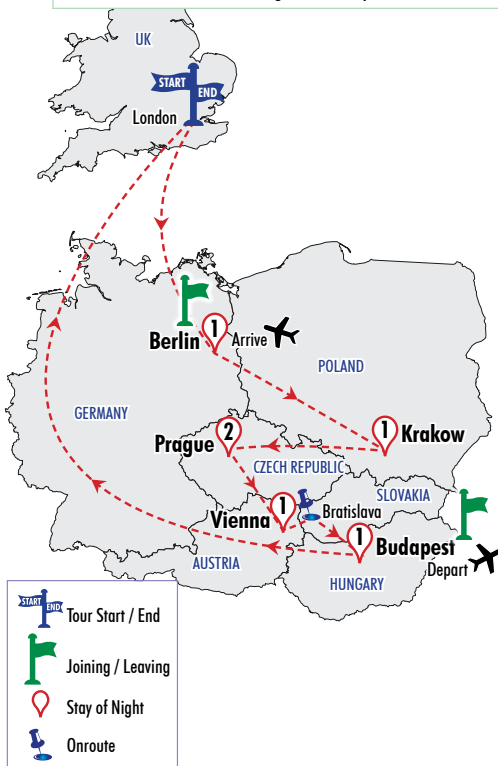 UK
START
END
London
1
Berlin
Arrive
POLAND
GERMANY
1
Krakow
2
Prague
CZECH REPUBLIC
SLOVAKIA
1
Vienna
Bratislava
1
Budapest
Depart
AUSTRIA
HUNGARY
START
END
Tour Start / End
Joining / Leaving
Stay of Night
Onroute